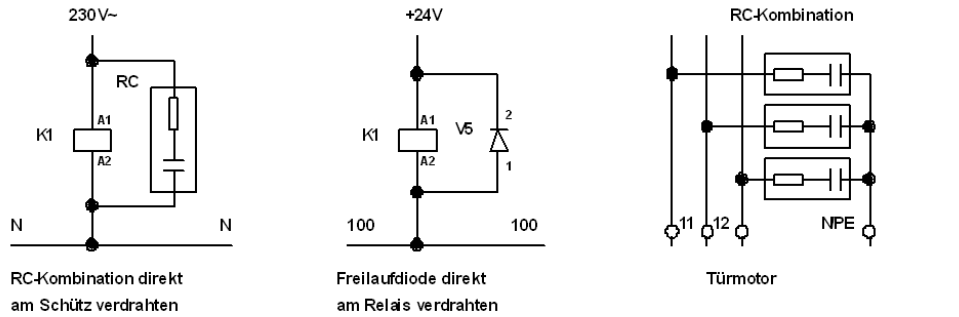 230V~
+24V
RC-Kombination
RC
K1
A1
A2
K1
A1
A2
V5
2
1
N
N
100
100
11
12
N/PE
RC-Kombination direkt
am Schütz verdrahten
Freilaufdiode direkt
am Relais verdrahten
Türmotor